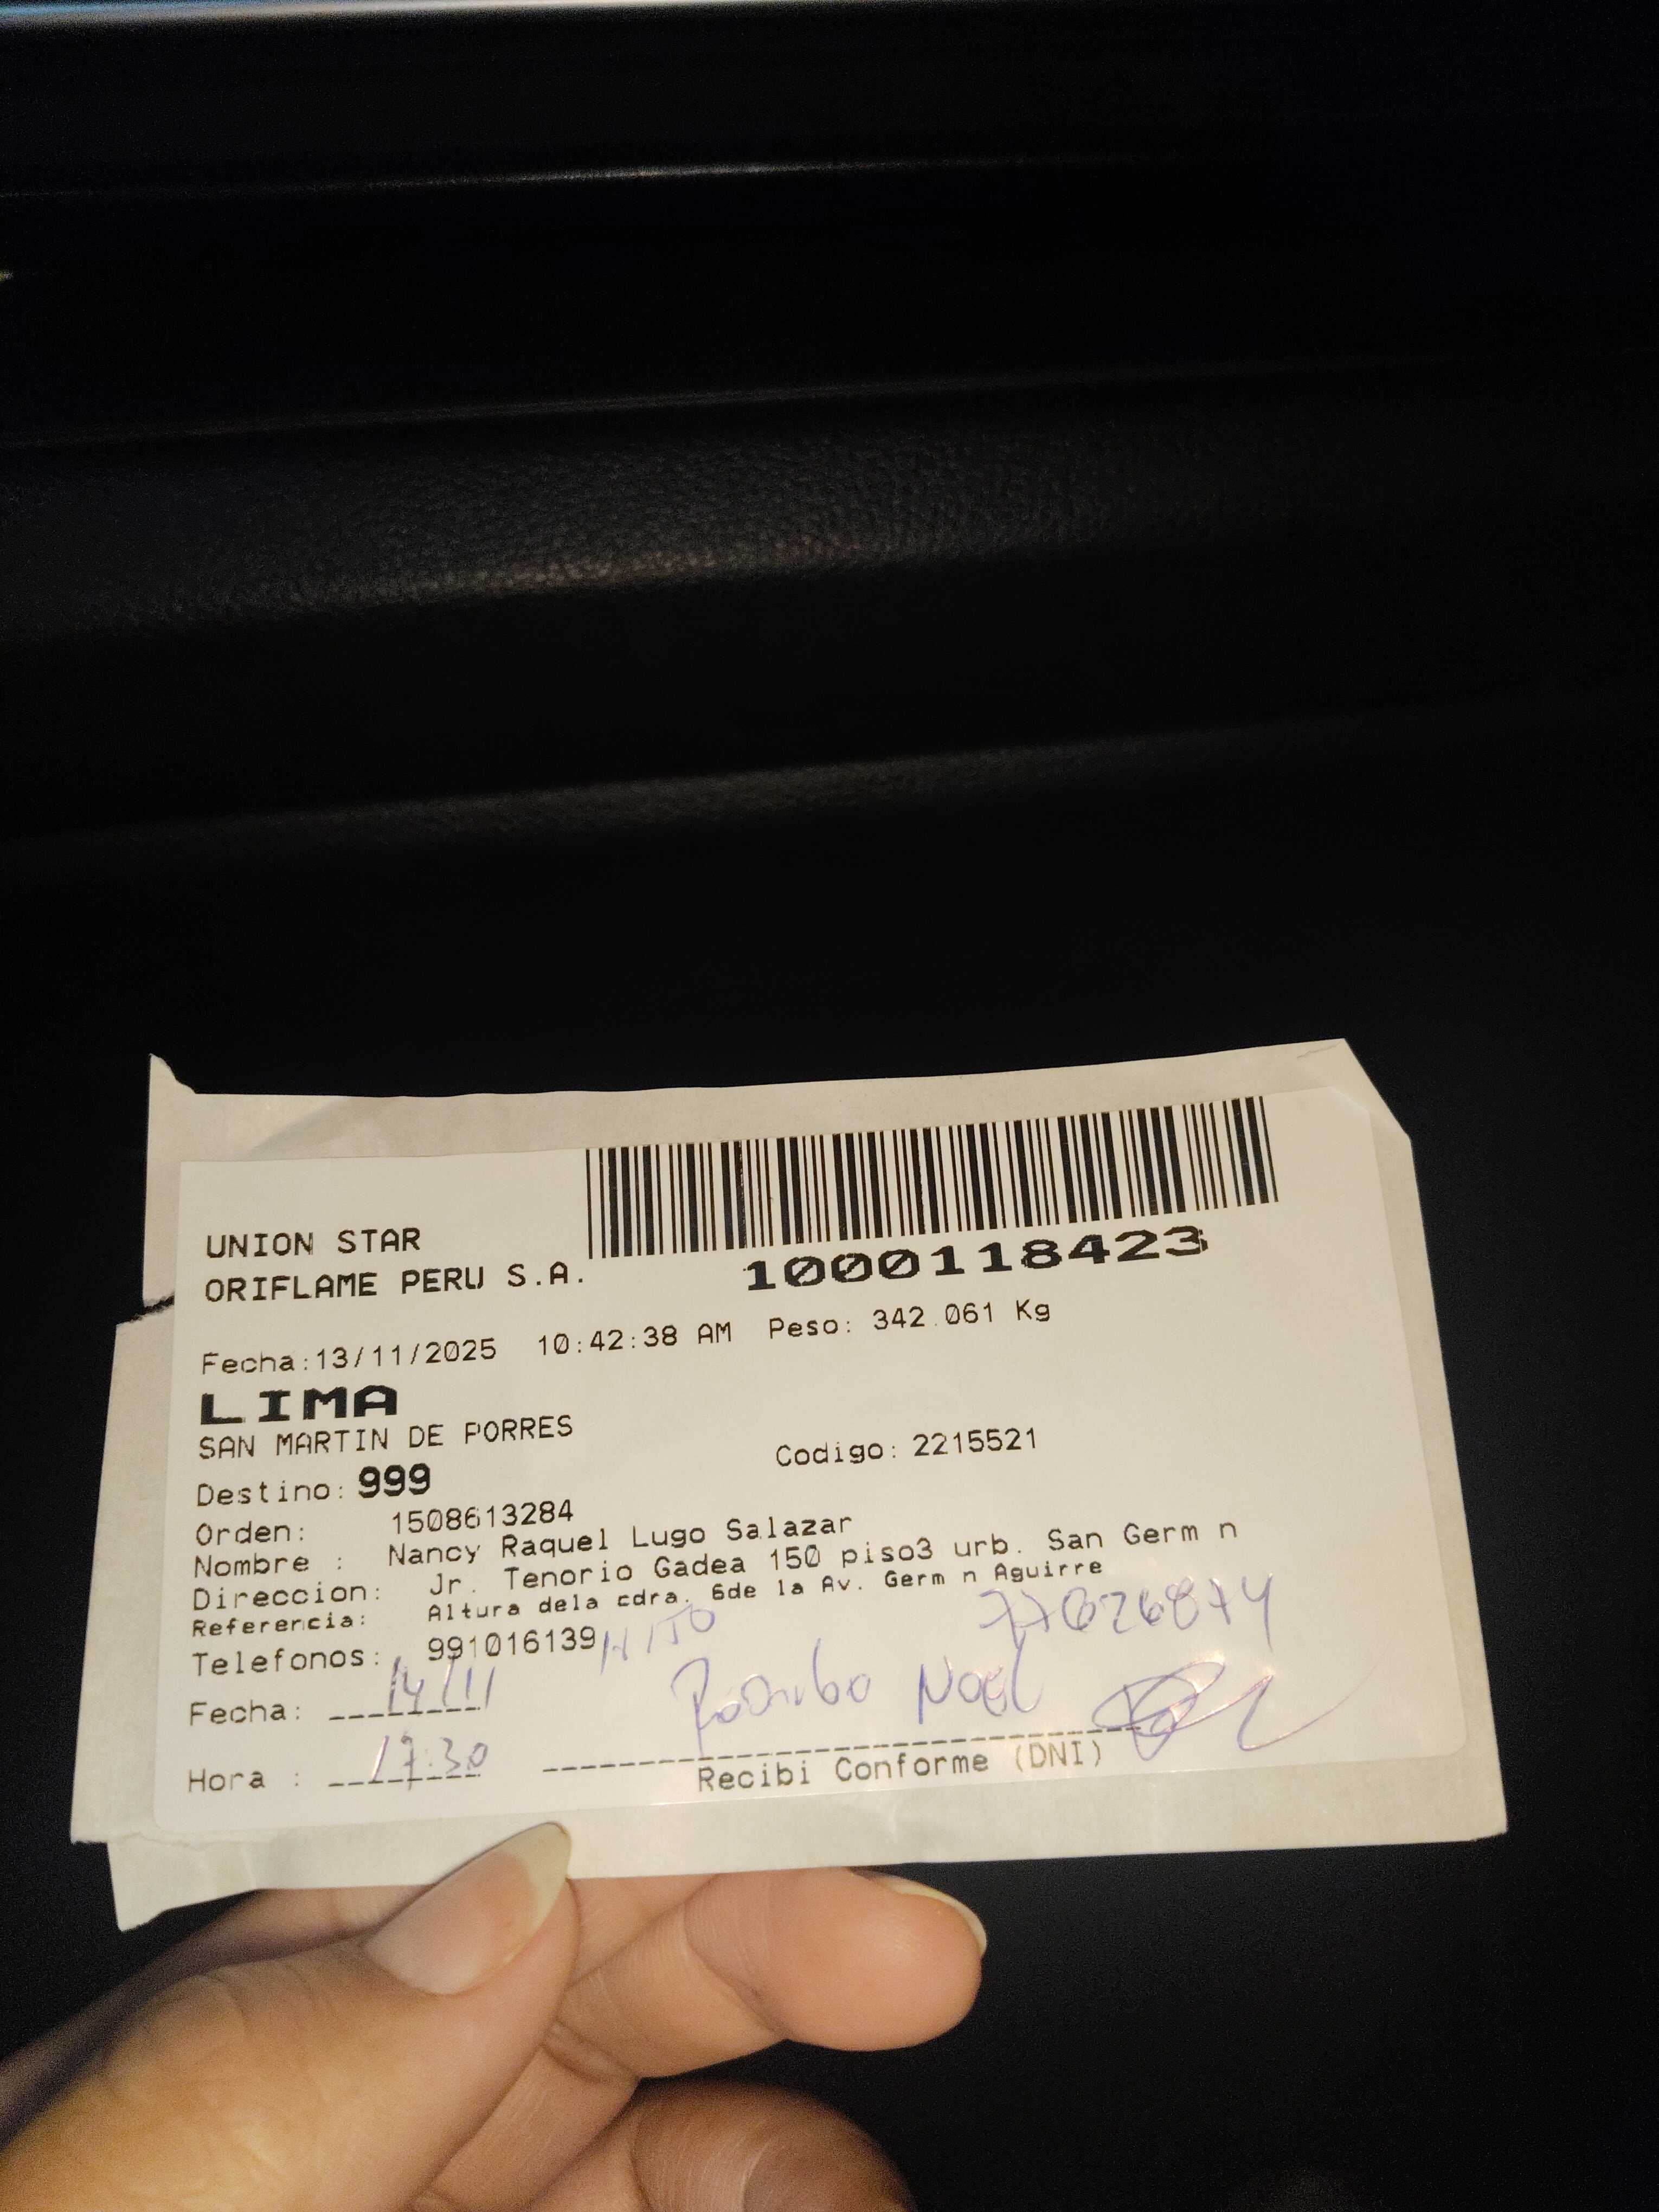 UNION STAR
ORIFLAME PERU S.A.
1000118423
Fecha:13/11/2025 10:42:38 AM Peso: 342.061 Kg
LIMA
SAN MARTIN DE PORRES
Codigo: 2215521
Destino: 999
Orden: 1508613284
Nombre : Nancy Raquel Lugo Salazar
Direccion: Jr. Tenorio Gadea 150 piso3 urb. San Germ n
Referencia: Altura dela cdra. 6de la Av. Germ n Aguirre
Telefonos: 991016139
Fecha: 14/11
Noel
Hora : 17:30
Recibi Conforme (DNI)